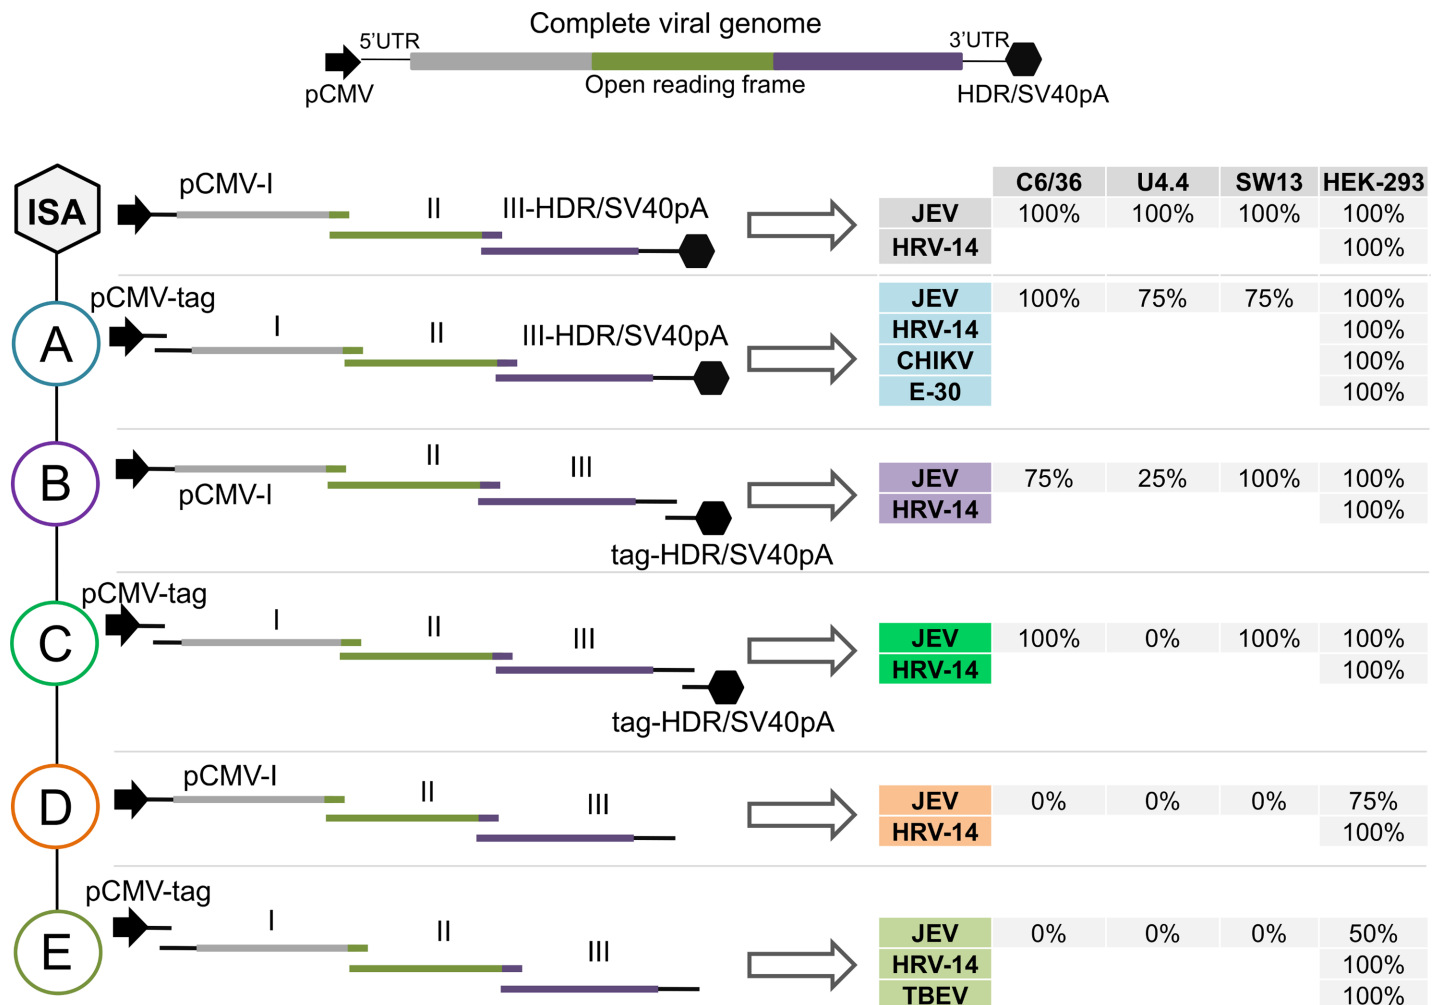 Complete viral genome
5'UTR
3'UTR
pCMV
Open reading frame
HDR/SV40pA
ISA
pCMV-I
II
III-HDR/SV40pA
C6/36 U4.4 SW13 HEK-293
JEV 100% 100% 100% 100%
HRV-14 100%
A
pCMV-tag
I
II
III-HDR/SV40pA
JEV 100% 75% 75% 100%
HRV-14 100%
CHIKV 100%
E-30 100%
B
pCMV-I
II
III
tag-HDR/SV40pA
JEV 75% 25% 100% 100%
HRV-14 100%
C
pCMV-tag
I
II
III
tag-HDR/SV40pA
JEV 100% 0% 100% 100%
HRV-14 100%
D
pCMV-I
II
III
JEV 0% 0% 0% 75%
HRV-14 100%
E
pCMV-tag
I
II
III
JEV 0% 0% 0% 50%
HRV-14 100%
TBEV 100%